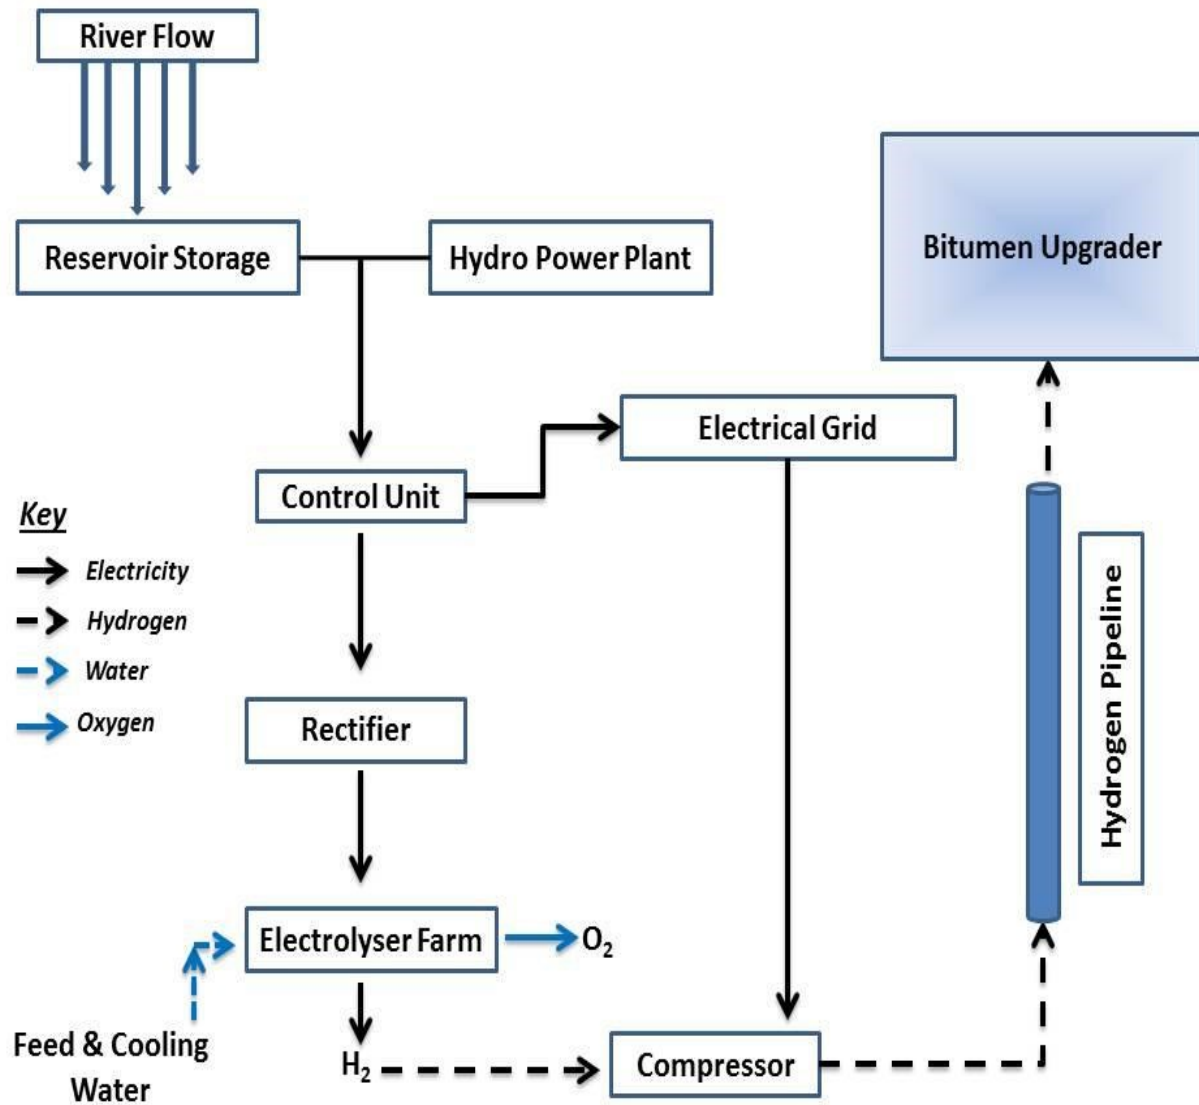 River Flow
Reservoir Storage
Hydro Power Plant
Bitumen Upgrader
Electrical Grid
Control Unit
Key
Electricity
Hydrogen
Water
Oxygen
Hydrogen Pipeline
Rectifier
Electrolyser Farm
O₂
Feed & Cooling
Water
H₂
Compressor